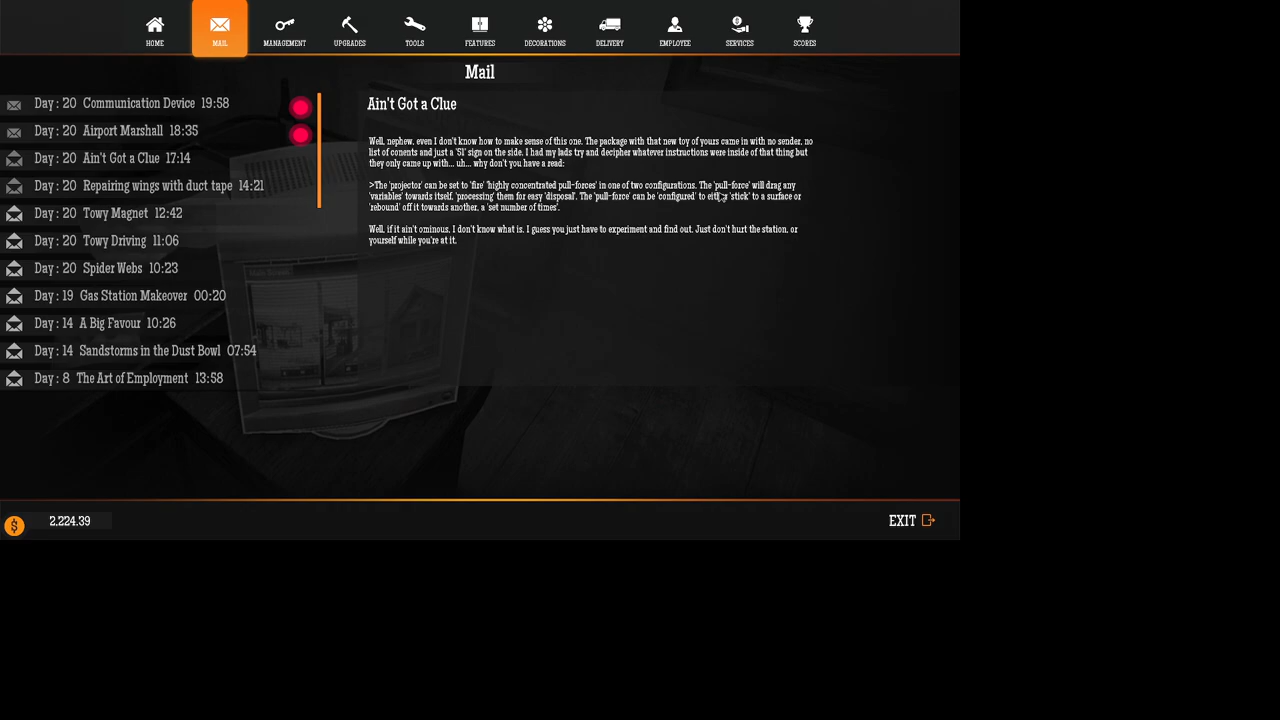 HOME
MAIL
MANAGEMENT
UPGRADES
TOOLS
FEATURES
DECORATIONS
DELIVERY
EMPLOYEE
SERVICES
SCORES
Mail
Day : 20 Communication Device 19:58
Day : 20 Airport Marshall 18:35
Day : 20 Ain't Got a Clue 17:14
Day : 20 Repairing wings with duct tape 14:21
Day : 20 Towy Magnet 12:42
Day : 20 Towy Driving 11:06
Day : 20 Spider Webs 10:23
Day : 19 Gas Station Makeover 00:20
Day : 14 A Big Favour 10:26
Day : 14 Sandstorms in the Dust Bowl 07:54
Day : 8 The Art of Employment 13:58
Ain't Got a Clue
Well, nephew, even I don't know how to make sense of this one. The package with that new toy of yours came in with no sender, no
list of conents and just a '51' sign on the side. I had my lads try and decipher whatever instructions were inside of that thing but
they only came up with... uh... why don't you have a read:
>The 'projector' can be set to 'fire' 'highly concentrated pull-forces' in one of two configurations. The 'pull-force' will drag any
'variables' towards itself, 'processing' them for easy 'disposal'. The 'pull-force' can be 'configured' to either 'stick' to a surface or
'rebound' off it towards another, a 'set number of times'.
Well, if it ain't ominous, I don't know what is. I guess you just have to experiment and find out. Just don't hurt the station, or
yourself while you're at it.
$ 2,224.39
EXIT